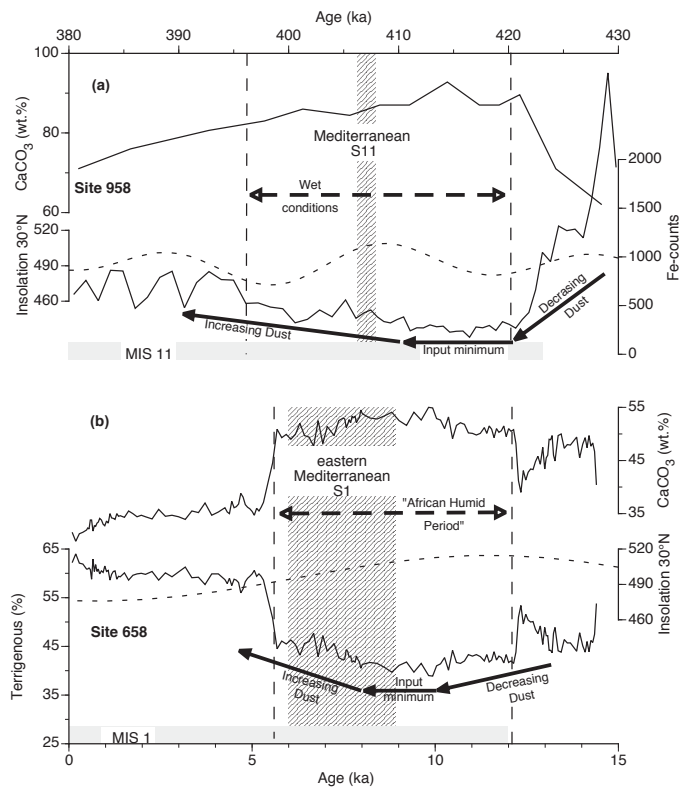 Age (ka)
380 390 400 410 420 430
(a)
100
80
60
CaCO3 (wt.%)
Mediterranean
S11
Site 958
Wet
conditions
2000
1500
1000
500
0
Fe-counts
520
490
460
Insolation 30°N
Increasing Dust
Input minimum
Decrasing
Dust
MIS 11
(b)
55
45
35
CaCO3 (wt.%)
eastern
Mediterranean
S1
"African Humid
Period"
65
55
45
35
25
Terrigenous (%)
520
490
460
Insolation 30°N
Site 658
Increasing
Dust
Input
minimum
Decreasing
Dust
MIS 1
0 5 10 15
Age (ka)